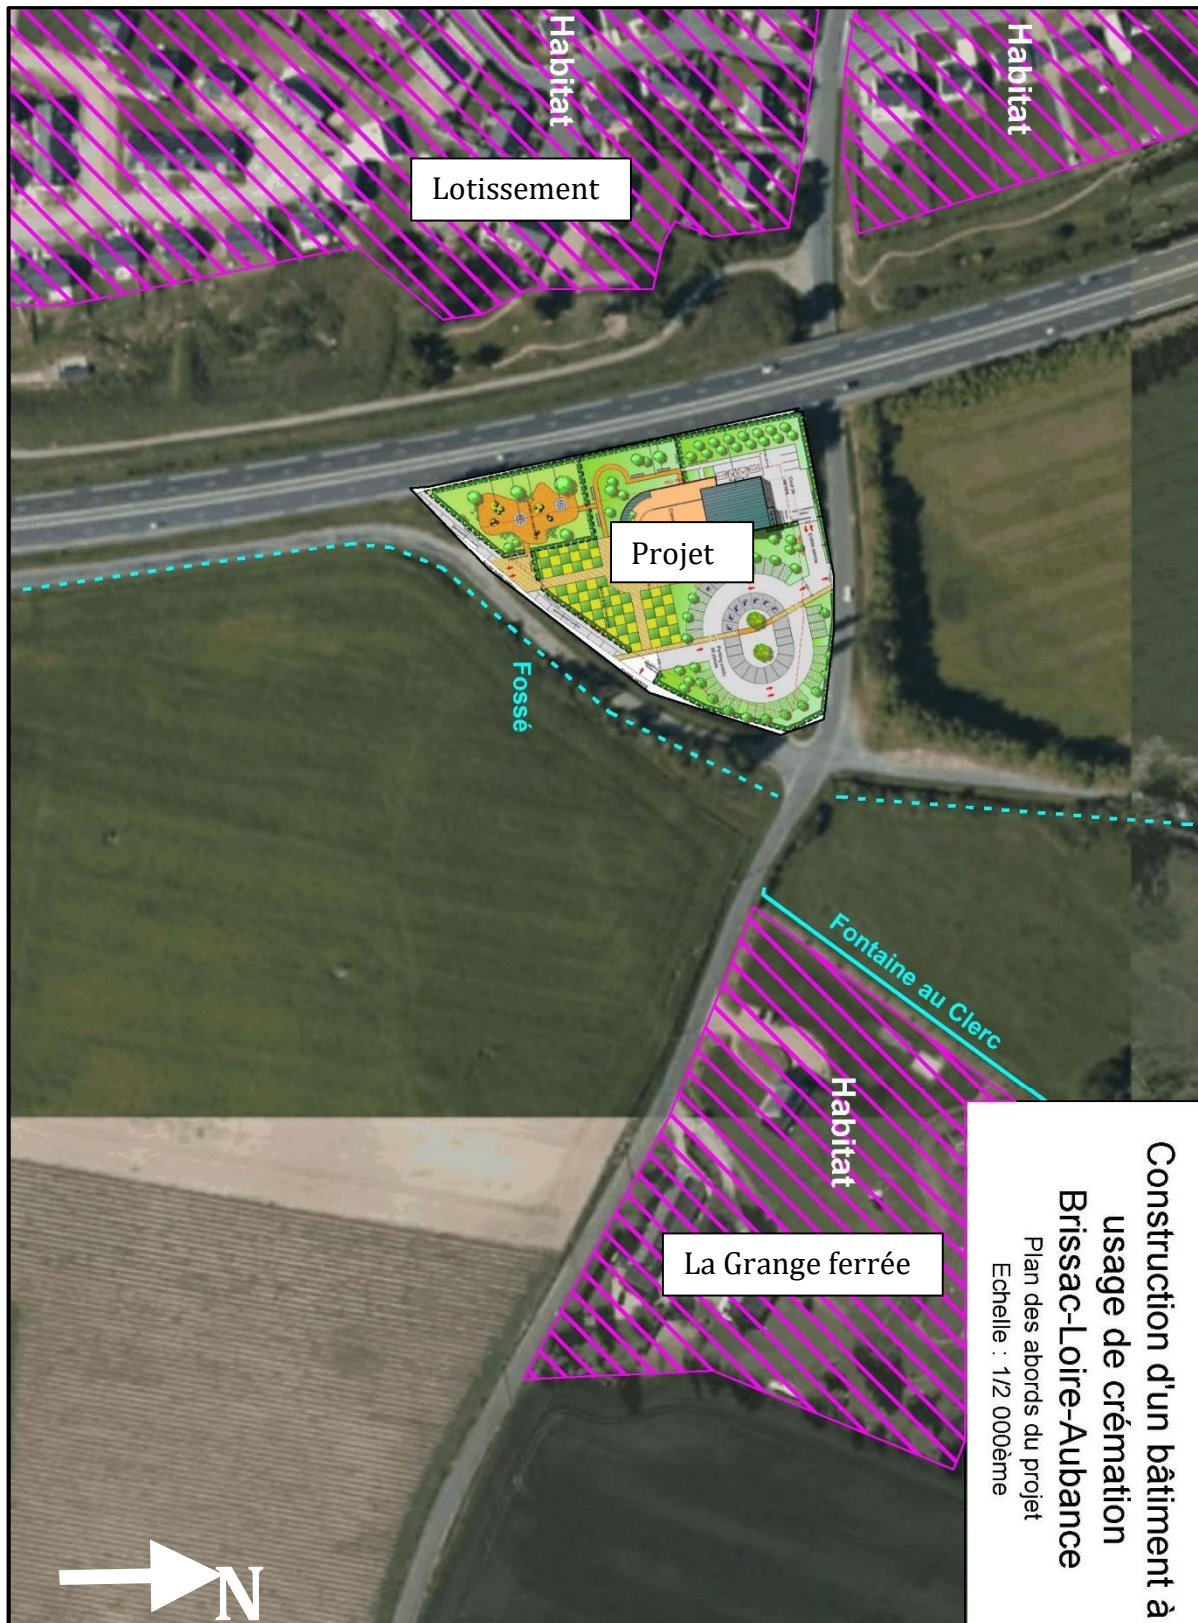 Habitat
Habitat
Lotissement
Projet
Fossé
Fontaine au Clerc
Habitat
La Grange ferrée
Construction d'un bâtiment à
usage de crémation
Brissac-Loire-Aubance
Plan des abords du projet
Echelle : 1/2 000ème
N